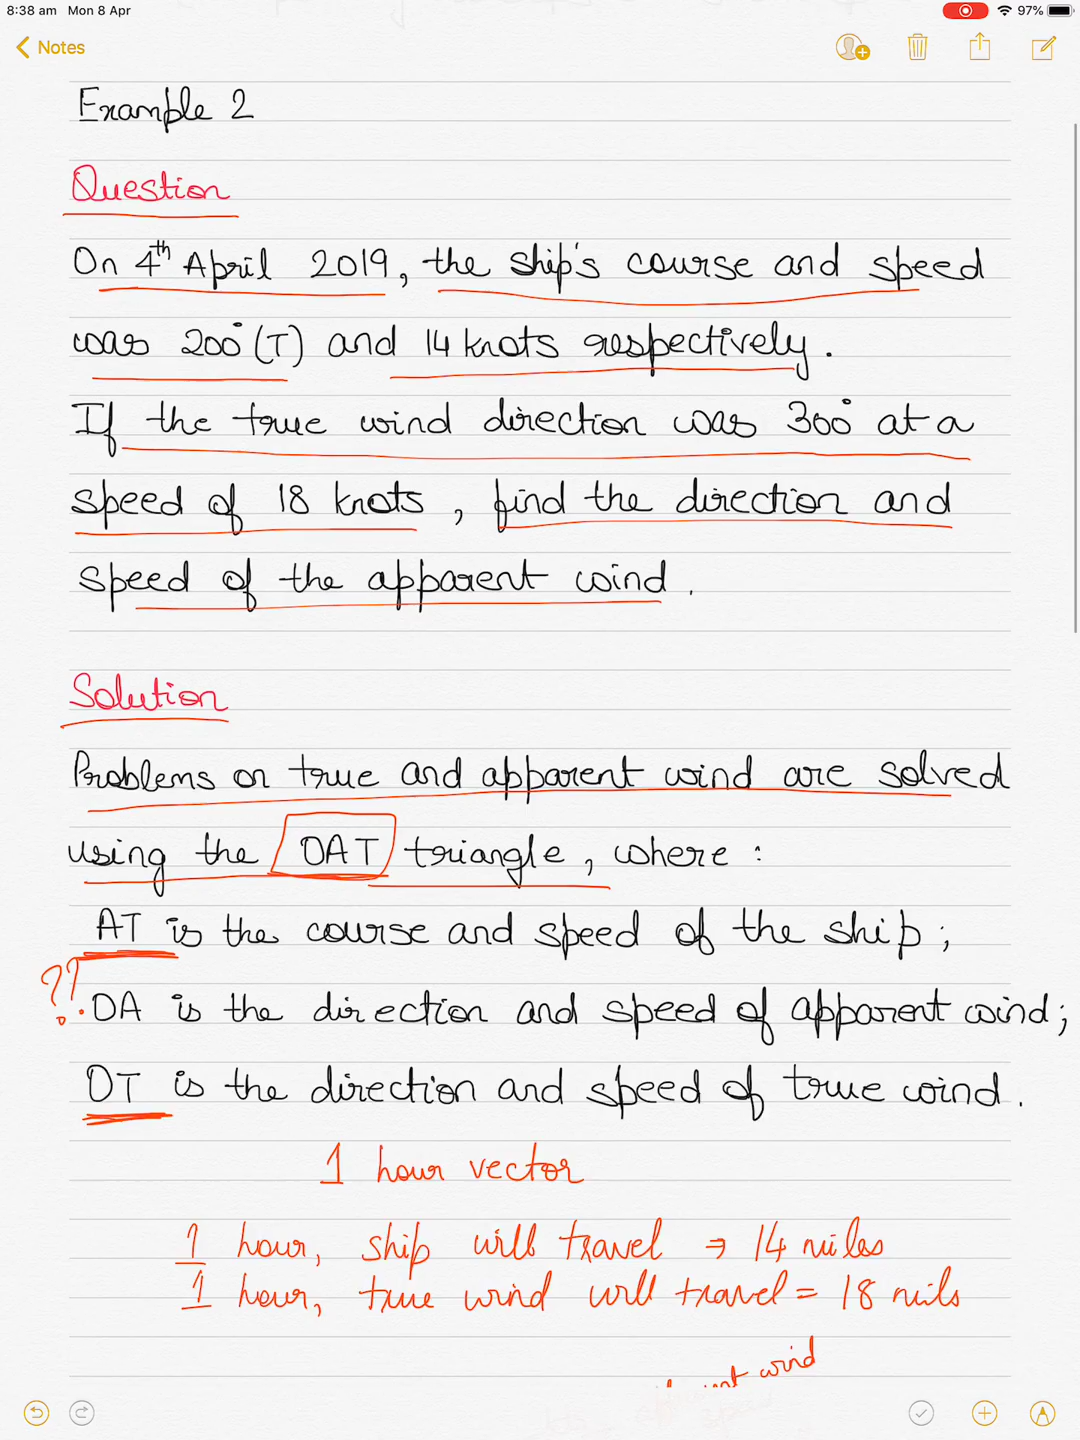 8:38 am Mon 8 Apr
97%
Notes
Example 2
Question
On 4th April 2019, the ship's course and speed
was 200°(T) and 14 knots respectively.
If the true wind direction was 300° at a
speed of 18 knots, find the direction and
speed of the apparent wind.
Solution
Problems on true and apparent wind are solved
using the OAT triangle, where:
AT is the course and speed of the ship;
?? OA is the direction and speed of apparent wind;
OT is the direction and speed of true wind.
1 hour vector
1 hour, ship will travel → 14 miles
1 hour, true wind will travel = 18 mils
wind